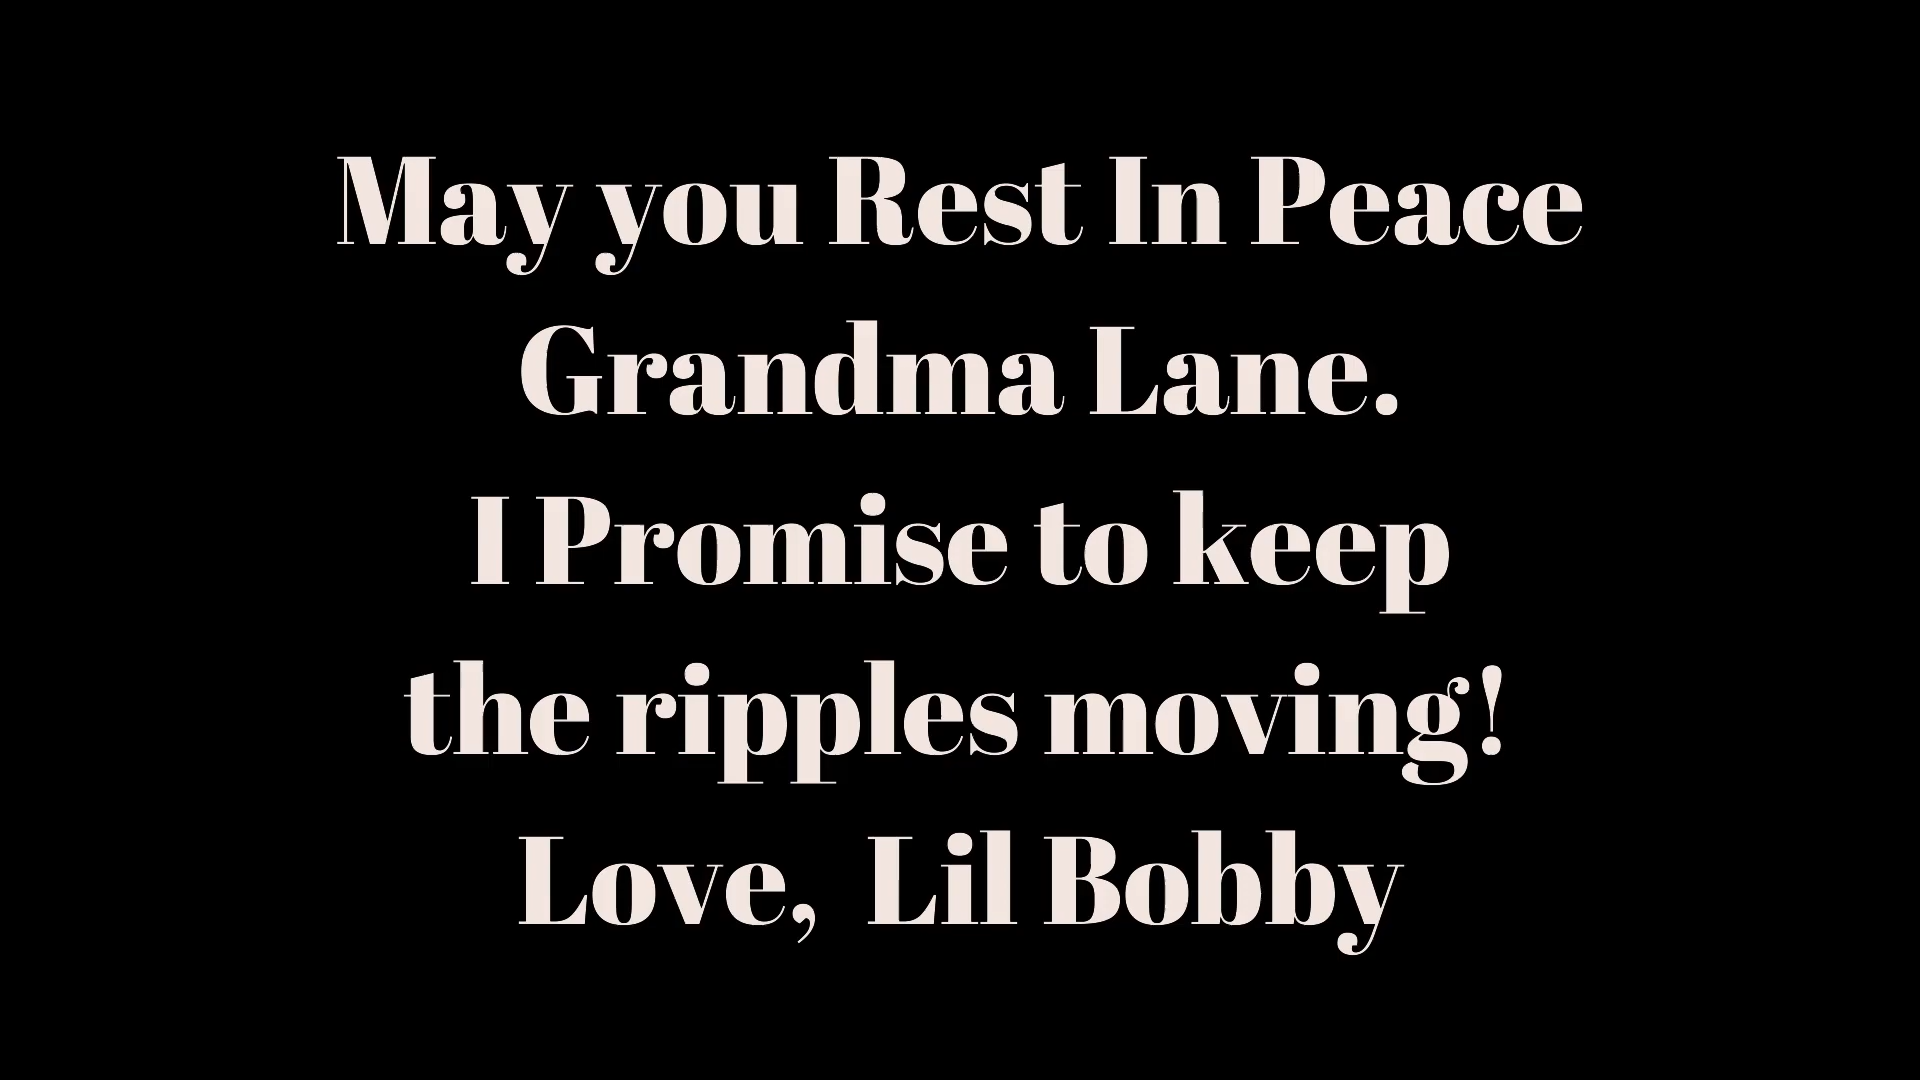 May you Rest In Peace
Grandma Lane.
I Promise to keep
the ripples moving!
Love,  Lil Bobby